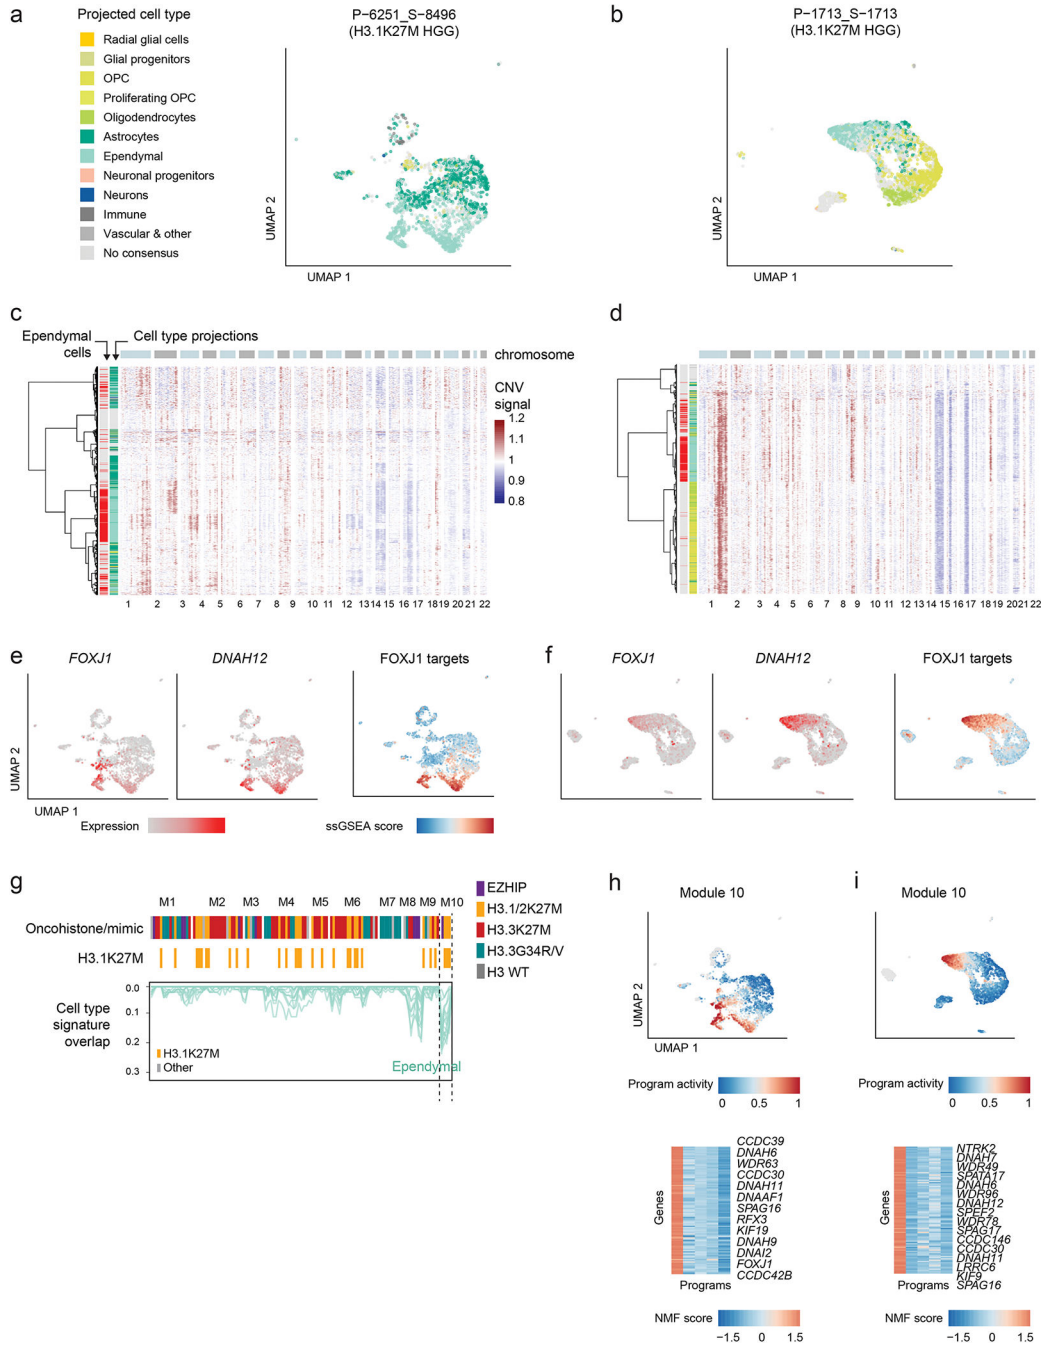 a
Projected cell type
Radial glial cells
Glial progenitors
OPC
Proliferating OPC
Oligodendrocytes
Astrocytes
Ependymal
Neuronal progenitors
Neurons
Immune
Vascular & other
No consensus
P-6251_S-8496
(H3.1K27M HGG)
UMAP 2
UMAP 1
b
P-1713_S-1713
(H3.1K27M HGG)
UMAP 2
UMAP 1
c
Ependymal
cells
Cell type projections
chromosome
CNV
signal
1.2
1.1
1
0.9
0.8
1 2 3 4 5 6 7 8 9 10 11 12 13 14 15 16 17 18 19 20 21 22
d
1 2 3 4 5 6 7 8 9 10 11 12 13 14 15 16 17 18 19 20 21 22
e
FOXJ1
DNAH12
FOXJ1 targets
UMAP 2
UMAP 1
Expression
ssGSEA score
f
FOXJ1
DNAH12
FOXJ1 targets
g
M1 M2 M3 M4 M5 M6 M7 M8 M9 M10
Oncohistone/mimic
H3.1K27M
EZHIP
H3.1/2K27M
H3.3K27M
H3.3G34R/V
H3 WT
Cell type
signature
overlap
0.0
0.1
0.2
0.3
H3.1K27M
Other
Ependymal
h
Module 10
UMAP 2
UMAP 1
Program activity
0 0.5 1
Genes
Programs
CCDC39
DNAH6
WDR63
CCDC30
DNAH11
DNAAF1
SPAG16
RFX3
KIF19
DNAH9
DNAI2
FOXJ1
CCDC42B
NMF score
−1.5 0 1.5
i
Module 10
Program activity
0 0.5 1
Genes
Programs
NTRK2
DNAH7
WDR49
SPATA17
DNAH6
WDR96
DNAH12
SPEF2
WDR78
SPAG17
CCDC146
CCDC30
DNAH11
LRRC6
KIF9
SPAG16
NMF score
−1.5 0 1.5